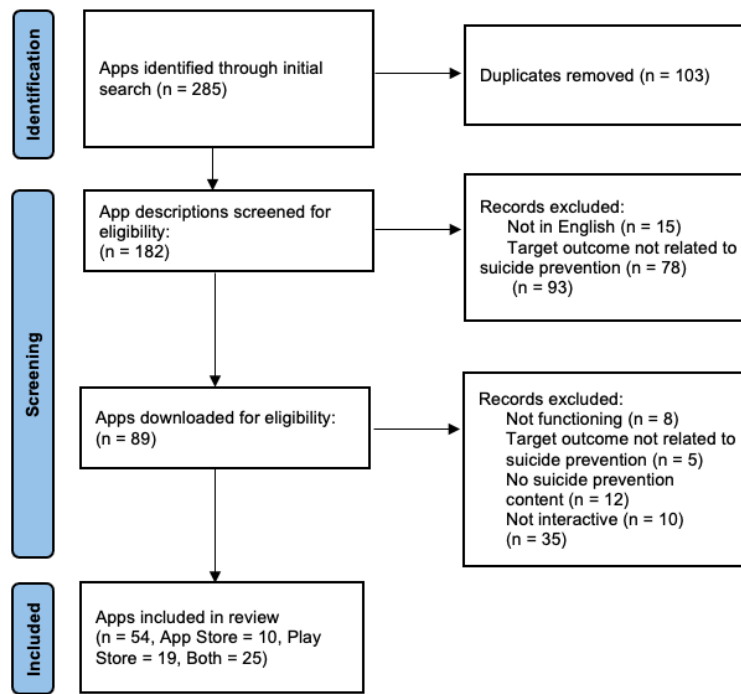 Identification
Apps identified through initial
search (n = 285)
Duplicates removed (n = 103)
Screening
App descriptions screened for
eligibility:
(n = 182)
Records excluded:
Not in English (n = 15)
Target outcome not related to
suicide prevention (n = 78)
(n = 93)
Apps downloaded for eligibility:
(n = 89)
Records excluded:
Not functioning (n = 8)
Target outcome not related to
suicide prevention (n = 5)
No suicide prevention
content (n = 12)
Not interactive (n = 10)
(n = 35)
Included
Apps included in review
(n = 54, App Store = 10, Play
Store = 19, Both = 25)